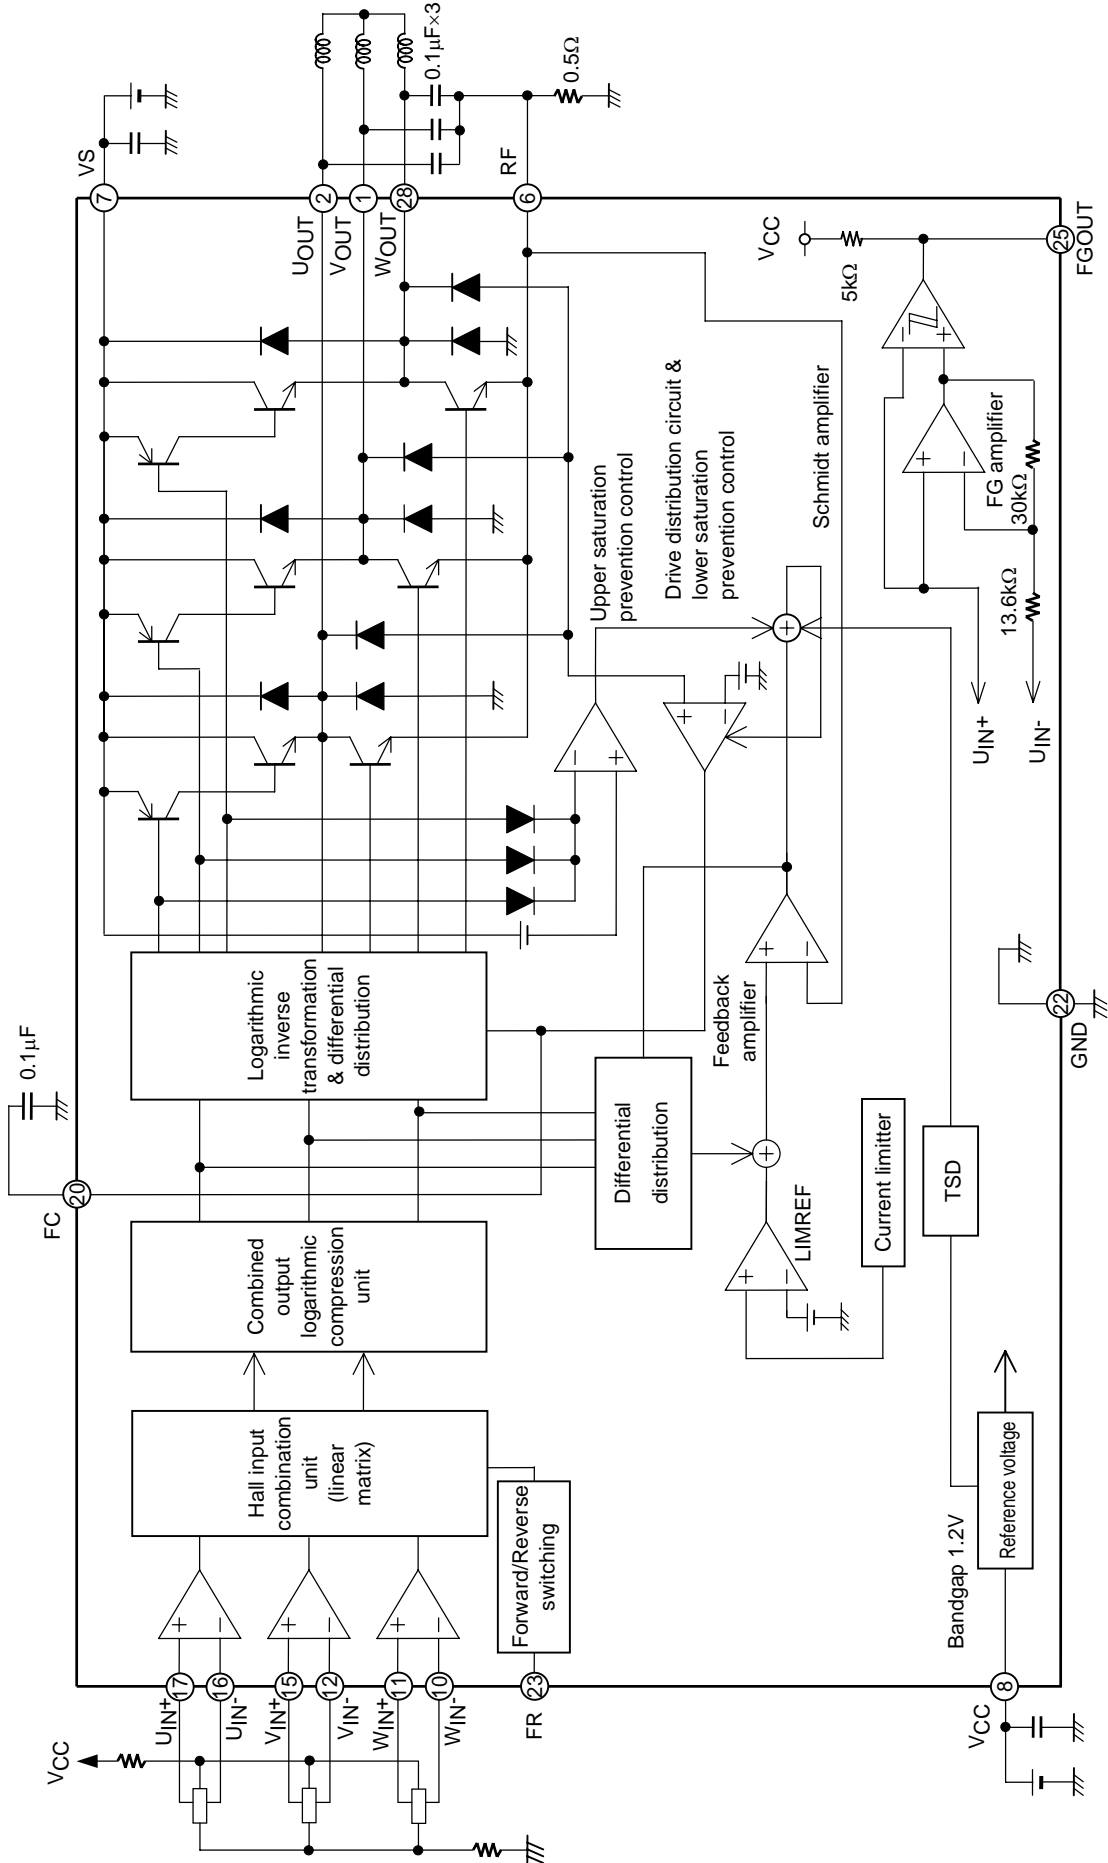 VS
7
0.1μF×3
2
1
28
UOUT
VOUT
WOUT
RF
6
0.5Ω
VCC
5kΩ
25
FGOUT
FG amplifier
30kΩ
13.6kΩ
UIN+
UIN-
Schmidt amplifier
Drive distribution circuit &
lower saturation
prevention control
Upper saturation
prevention control
+
−
+
−
+
−
+
−
+
0.1μF
20
FC
Logarithmic
inverse
transformation
& differential
distribution
Feedback
amplifier
+
−
22
GND
Differential
distribution
+
Combined
output
logarithmic
compression
unit
LIMREF
+
−
Current limitter
TSD
Hall input
combination
unit
(linear
matrix)
Forward/Reverse
switching
Bandgap 1.2V
Reference voltage
+
−
+
−
+
−
17
16
15
12
11
10
23
8
UIN+
UIN-
VIN+
VIN-
WIN+
WIN-
FR
VCC
VCC